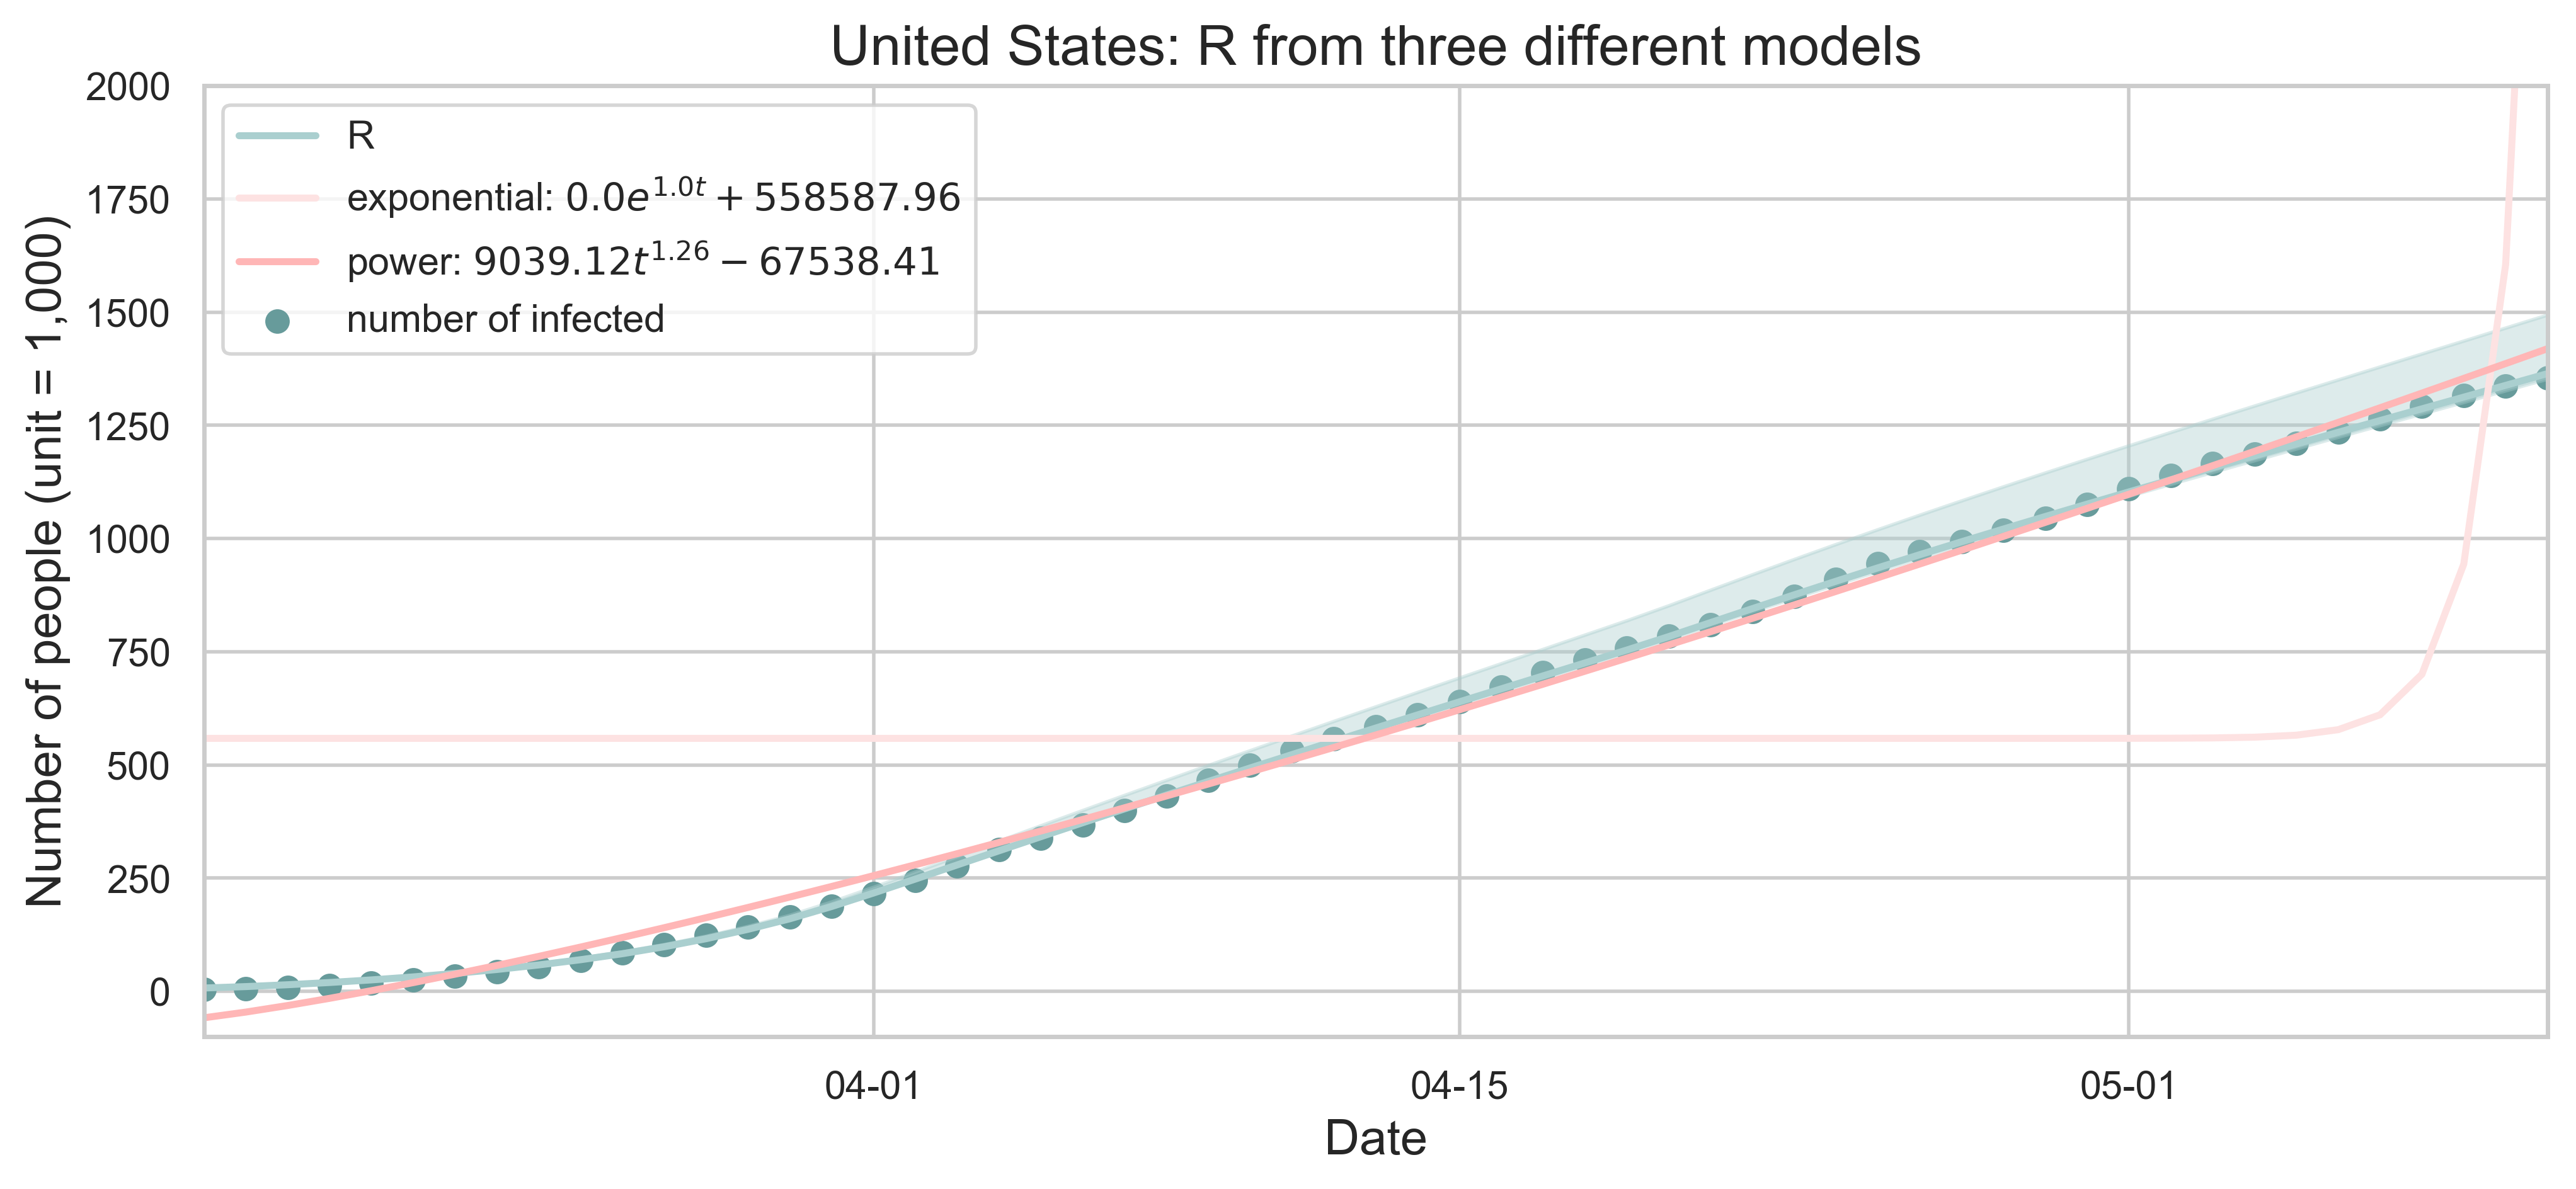 United States: R from three different models
2000
1750
1500
1250
1000
750
500
250
0
Number of people (unit = 1,000)
R
exponential: 0.0e^{1.0t} + 558587.96
power: 9039.12t^{1.26} − 67538.41
number of infected
04-01 04-15 05-01
Date